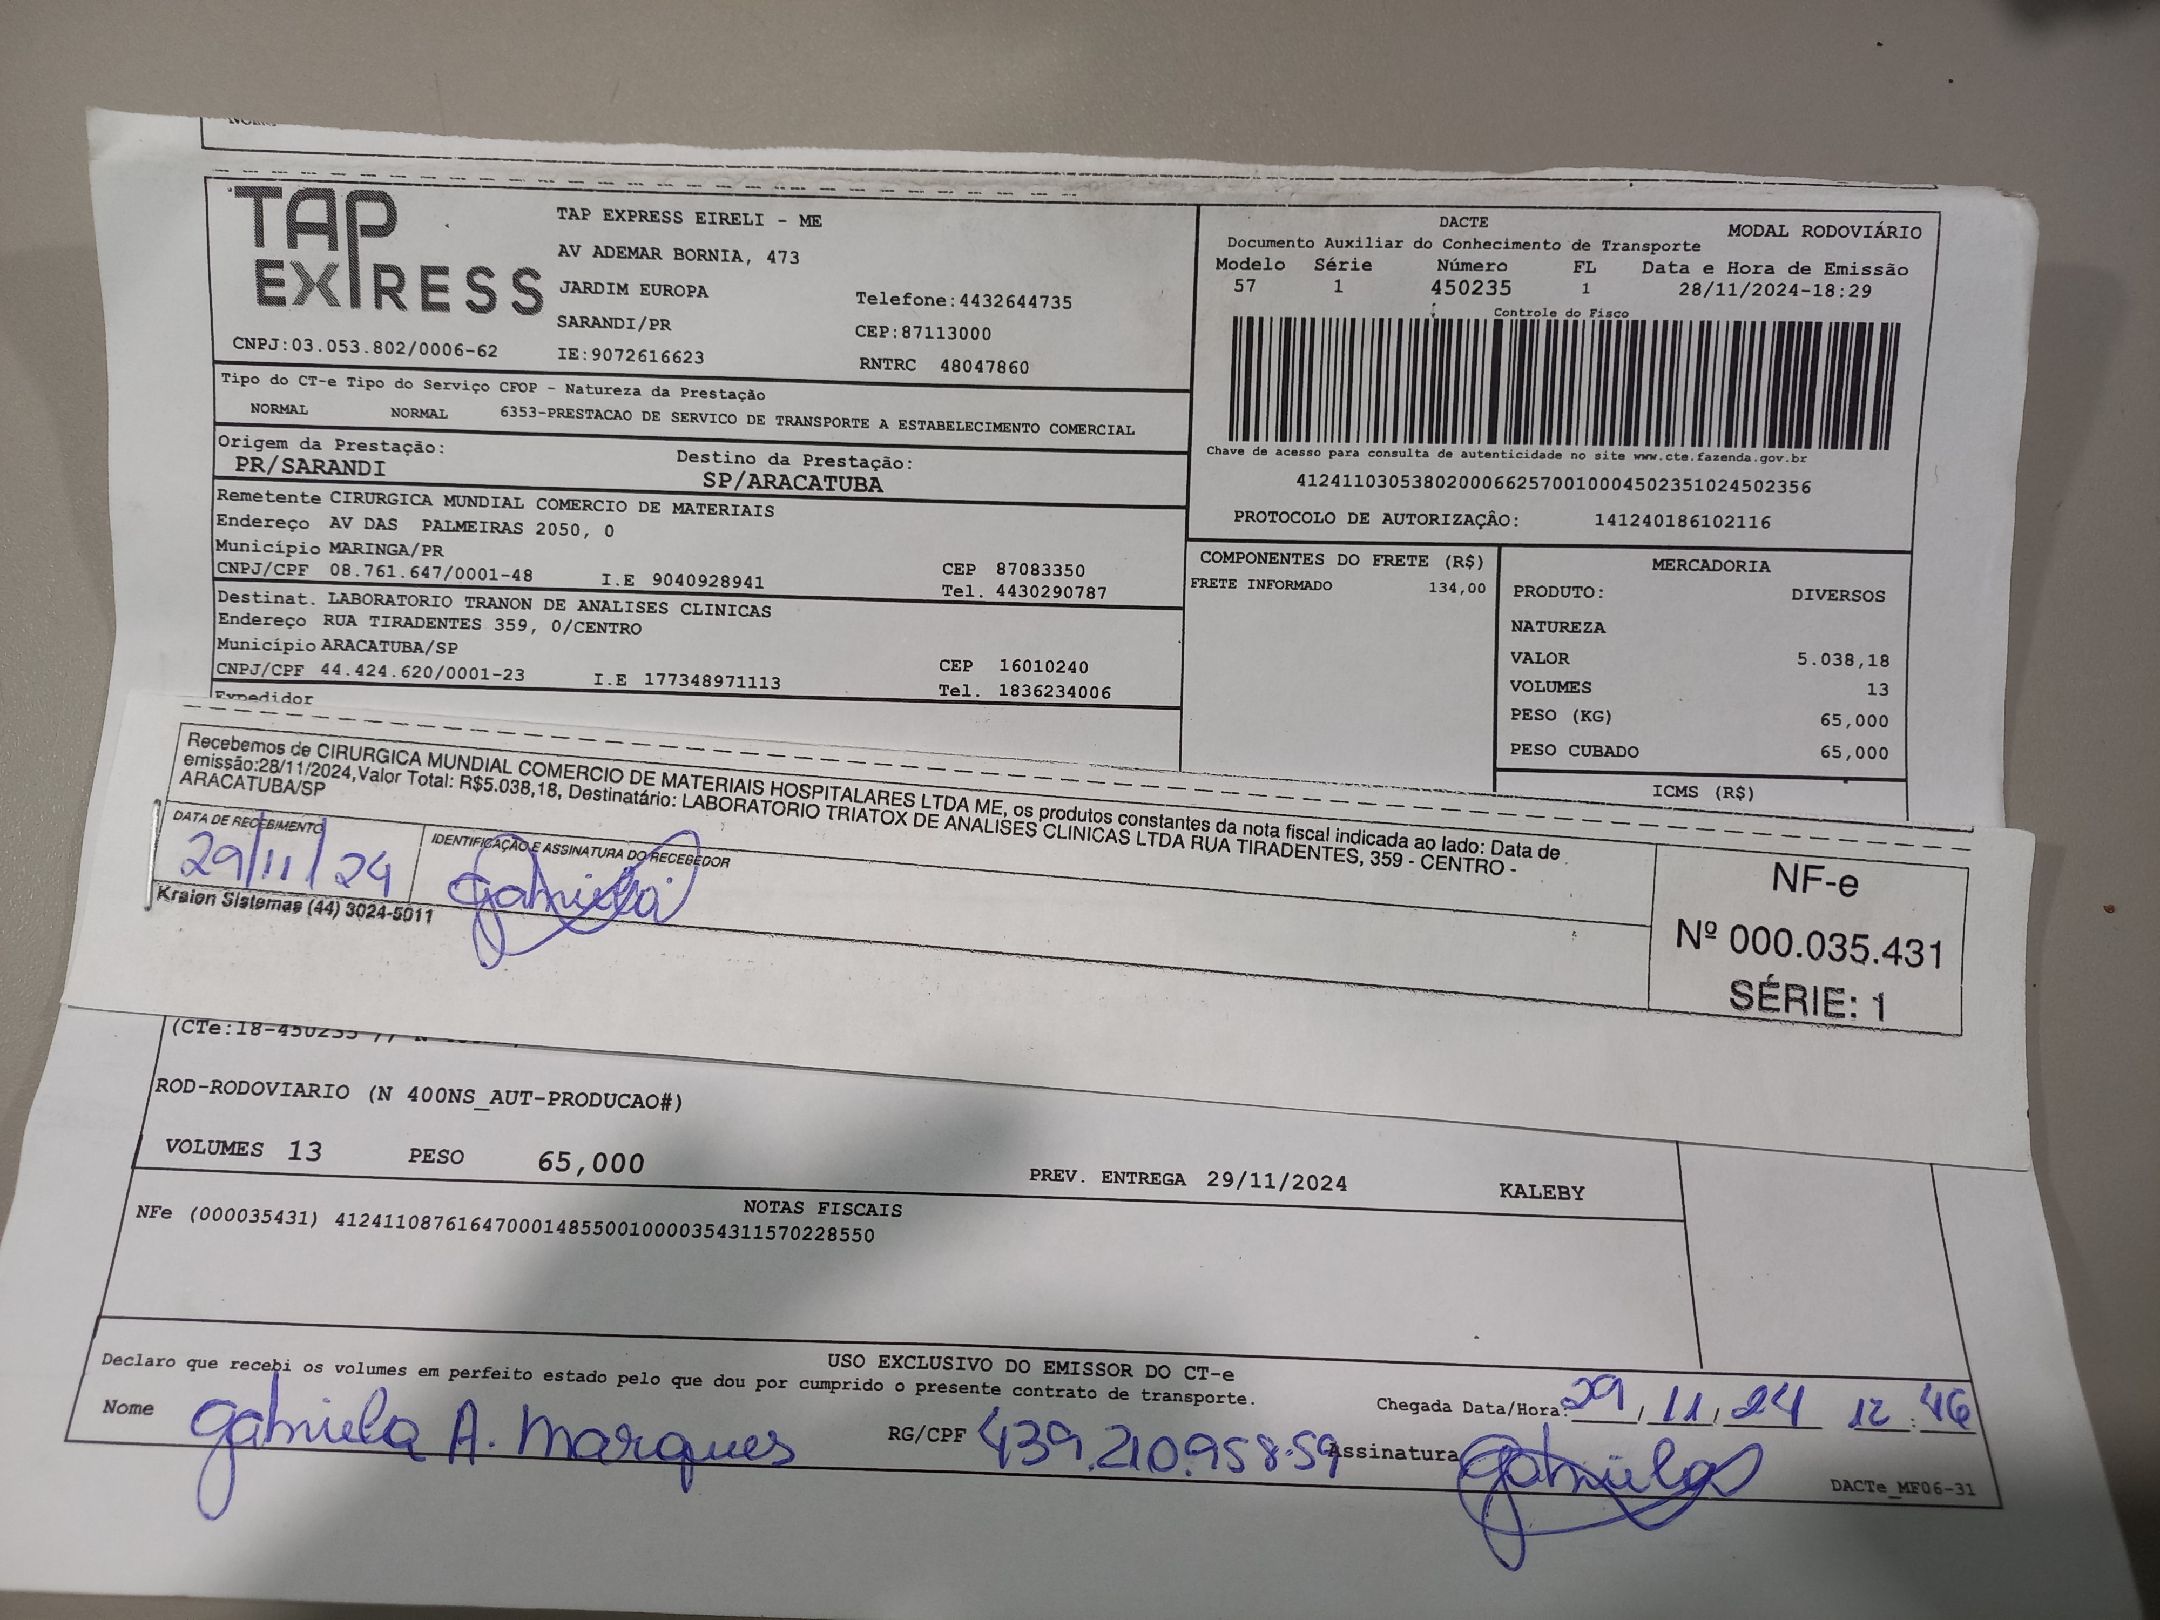 TAP
EXPRESS
TAP EXPRESS EIRELI - ME
AV ADEMAR BORNIA, 473
JARDIM EUROPA
Telefone:4432644735
SARANDI/PR
CEP:87113000
CNPJ:03.053.802/0006-62
IE:9072616623
RNTRC 48047860
DACTE
MODAL RODOVIÁRIO
Documento Auxiliar do Conhecimento de Transporte
Modelo Série Número FL Data e Hora de Emissão
57 1 450235 1 28/11/2024-18:29
Controle do Fisco
Chave de acesso para consulta de autenticidade no site www.cte.fazenda.gov.br
41241103053802000662570010004502351024502356
PROTOCOLO DE AUTORIZAÇÃO: 141240186102116
Tipo do CT-e Tipo do Serviço CFOP - Natureza da Prestação
NORMAL NORMAL 6353-PRESTACAO DE SERVICO DE TRANSPORTE A ESTABELECIMENTO COMERCIAL
Origem da Prestação: Destino da Prestação:
PR/SARANDI SP/ARACATUBA
Remetente CIRURGICA MUNDIAL COMERCIO DE MATERIAIS
Endereço AV DAS PALMEIRAS 2050, 0
Município MARINGA/PR CEP 87083350
CNPJ/CPF 08.761.647/0001-48 I.E 9040928941 Tel. 4430290787
Destinat. LABORATORIO TRANON DE ANALISES CLINICAS
Endereço RUA TIRADENTES 359, 0/CENTRO
Município ARACATUBA/SP CEP 16010240
CNPJ/CPF 44.424.620/0001-23 I.E 177348971113 Tel. 1836234006
Expedidor
COMPONENTES DO FRETE (R$)
FRETE INFORMADO 134,00
MERCADORIA
PRODUTO: DIVERSOS
NATUREZA
VALOR 5.038,18
VOLUMES 13
PESO (KG) 65,000
PESO CUBADO 65,000
ICMS (R$)
Recebemos de CIRURGICA MUNDIAL COMERCIO DE MATERIAIS HOSPITALARES LTDA ME, os produtos constantes da nota fiscal indicada ao lado: Data de
emissão:28/11/2024,Valor Total: R$5.038,18, Destinatário: LABORATORIO TRIATOX DE ANALISES CLINICAS LTDA RUA TIRADENTES, 359 - CENTRO -
ARACATUBA/SP
DATA DE RECEBIMENTO
IDENTIFICAÇÃO E ASSINATURA DO RECEBEDOR
29/11/24
Gabriela
Kraion Sistemas (44) 3024-5011
NF-e
Nº 000.035.431
SÉRIE: 1
(CTe:18-450235
ROD-RODOVIARIO (N 400NS_AUT-PRODUCAO#)
VOLUMES 13 PESO 65,000 PREV. ENTREGA 29/11/2024 KALEBY
NOTAS FISCAIS
NFe (000035431) 41241108761647000148550010000354311570228550
USO EXCLUSIVO DO EMISSOR DO CT-e
Declaro que recebi os volumes em perfeito estado pelo que dou por cumprido o presente contrato de transporte.
Chegada Data/Hora: 29/11/24 12:46
Nome Gabriela A. Marques RG/CPF 439.210.958-59 Assinatura Gabriela
DACTe_MF06-31